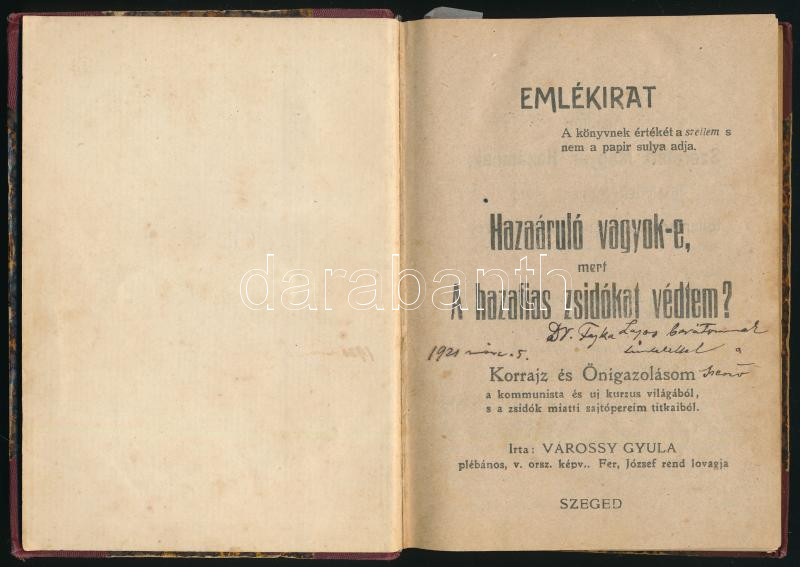 EMLÉKIRAT
A könyvnek értékét a szellem s
nem a papir sulya adja.
Hazaáruló vagyok-e,
mert
A hazafias zsidókat védtem?
Dr. Fejka Lajos barátomnak
1921 márc. 5. tisztelettel a
Korrajz és Önigazolásom szerző
a kommunista és uj kurzus világából,
s a zsidók miatti sajtópereim titkaiból.
Irta: VÁROSSY GYULA
plébános, v. orsz. képv.. Fer, József rend lovagja
SZEGED
darabanth